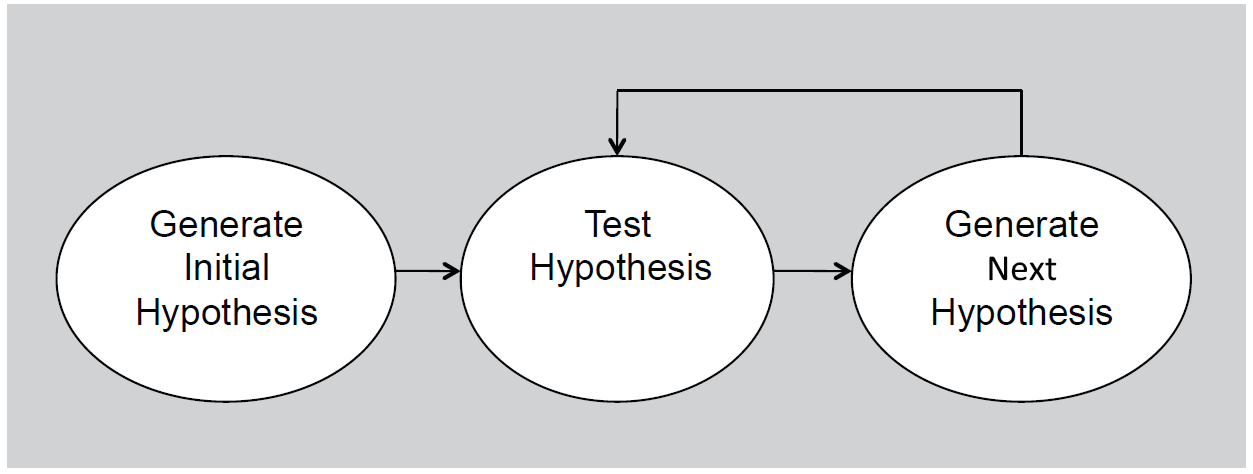 Generate
Initial
Hypothesis
Test
Hypothesis
Generate
Next
Hypothesis